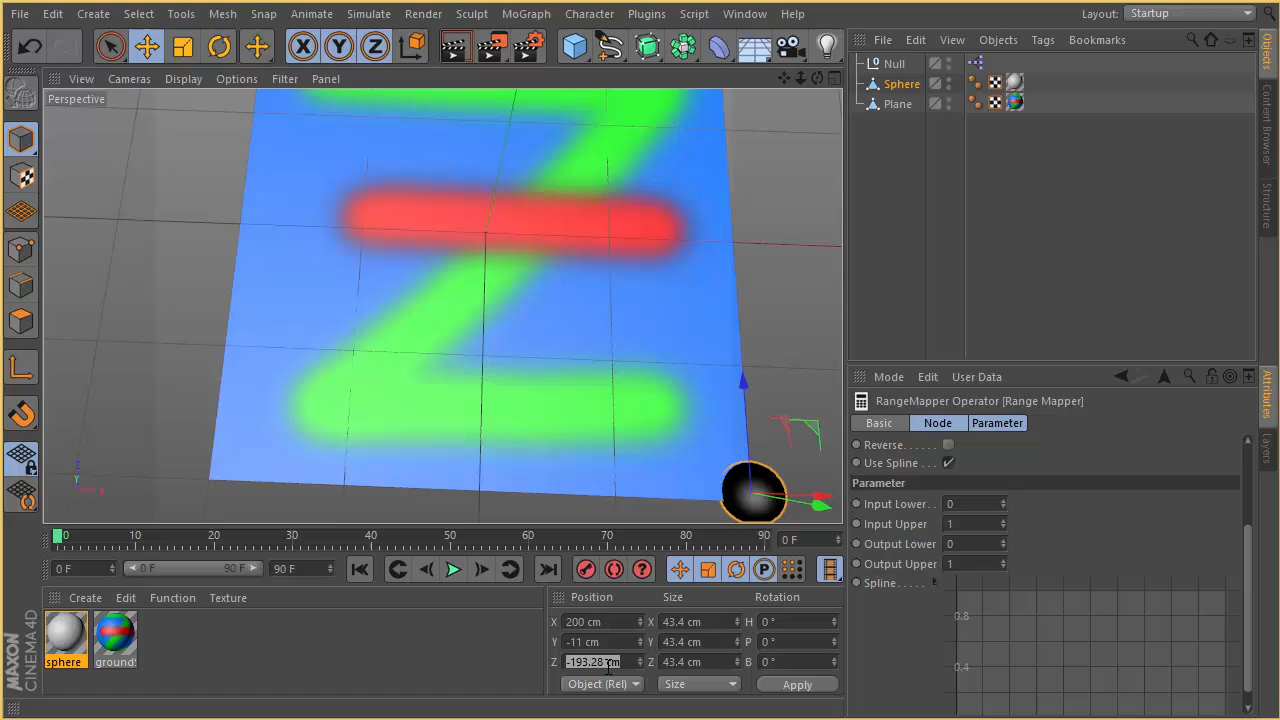 File Edit Create Select Tools Mesh Snap Animate Simulate Render Sculpt MoGraph Character Plugins Script Window Help Layout: Startup
X Y Z
File Edit View Objects Tags Bookmarks
Null
Sphere
Plane
Objects
Content Browser
Structure
View Cameras Display Options Filter Panel
Perspective
Z
Y
X
Mode Edit User Data
RangeMapper Operator [Range Mapper]
Basic Node Parameter
Reverse
Use Spline
Parameter
Input Lower 0
Input Upper 1
Output Lower 0
Output Upper 1
Spline
0.8
0.4
Attributes
Layers
0 10 20 30 40 50 60 70 80 90 0 F
0 F 0 F 90 F 90 F
P
Create Edit Function Texture
sphere ground
Position Size Rotation
X 200 cm X 43.4 cm H 0 °
Y -11 cm Y 43.4 cm P 0 °
Z -193.287 cm Z 43.4 cm B 0 °
Object (Rel) Size Apply
MAXON
CINEMA 4D